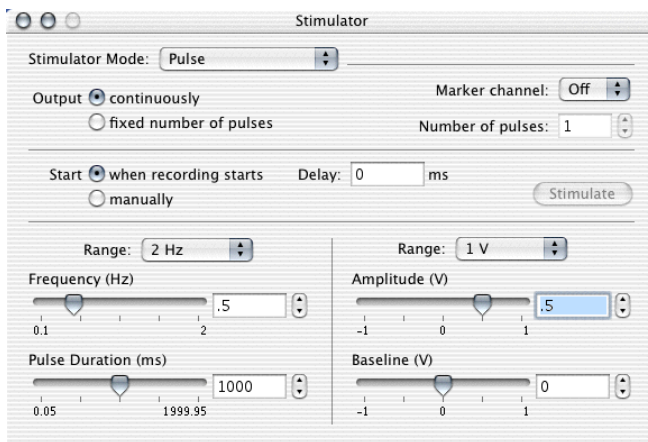 Stimulator
Stimulator Mode: Pulse
Output continuously
fixed number of pulses
Marker channel: Off
Number of pulses: 1
Start when recording starts Delay: 0 ms
manually
Stimulate
Range: 2 Hz
Frequency (Hz)
.5
0.1 2
Pulse Duration (ms)
1000
0.05 1999.95
Range: 1 V
Amplitude (V)
.5
-1 0 1
Baseline (V)
0
-1 0 1